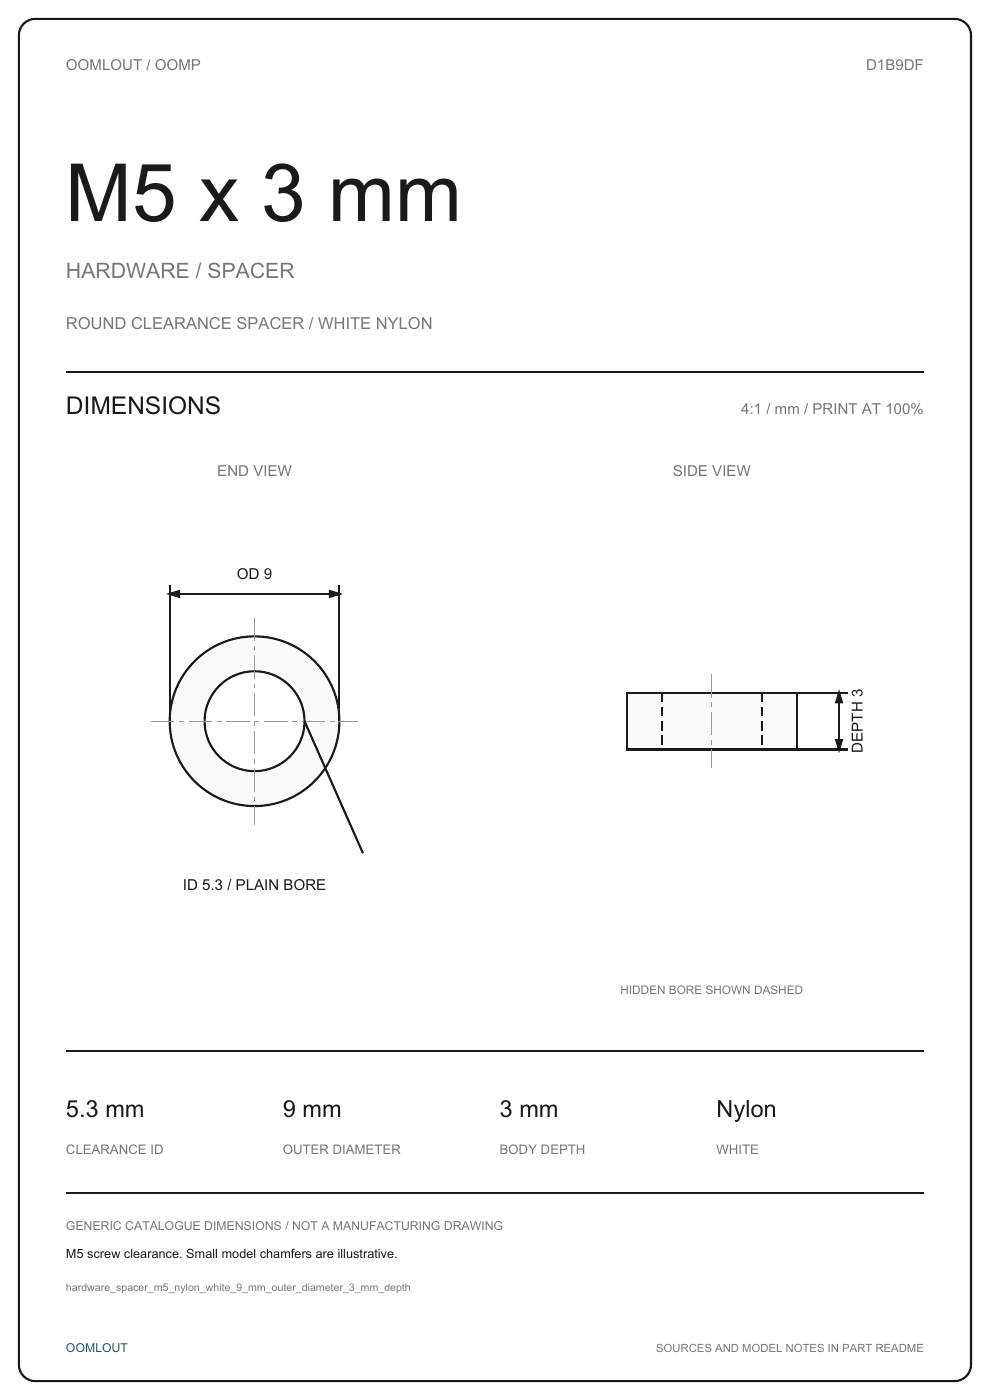 OOMLOUT / OOMP
D1B9DF
M5 x 3 mm
HARDWARE / SPACER
ROUND CLEARANCE SPACER / WHITE NYLON
DIMENSIONS
4:1 / mm / PRINT AT 100%
END VIEW
SIDE VIEW
OD 9
DEPTH 3
ID 5.3 / PLAIN BORE
HIDDEN BORE SHOWN DASHED
5.3 mm
9 mm
3 mm
Nylon
CLEARANCE ID
OUTER DIAMETER
BODY DEPTH
WHITE
GENERIC CATALOGUE DIMENSIONS / NOT A MANUFACTURING DRAWING
M5 screw clearance. Small model chamfers are illustrative.
hardware_spacer_m5_nylon_white_9_mm_outer_diameter_3_mm_depth
OOMLOUT
SOURCES AND MODEL NOTES IN PART README